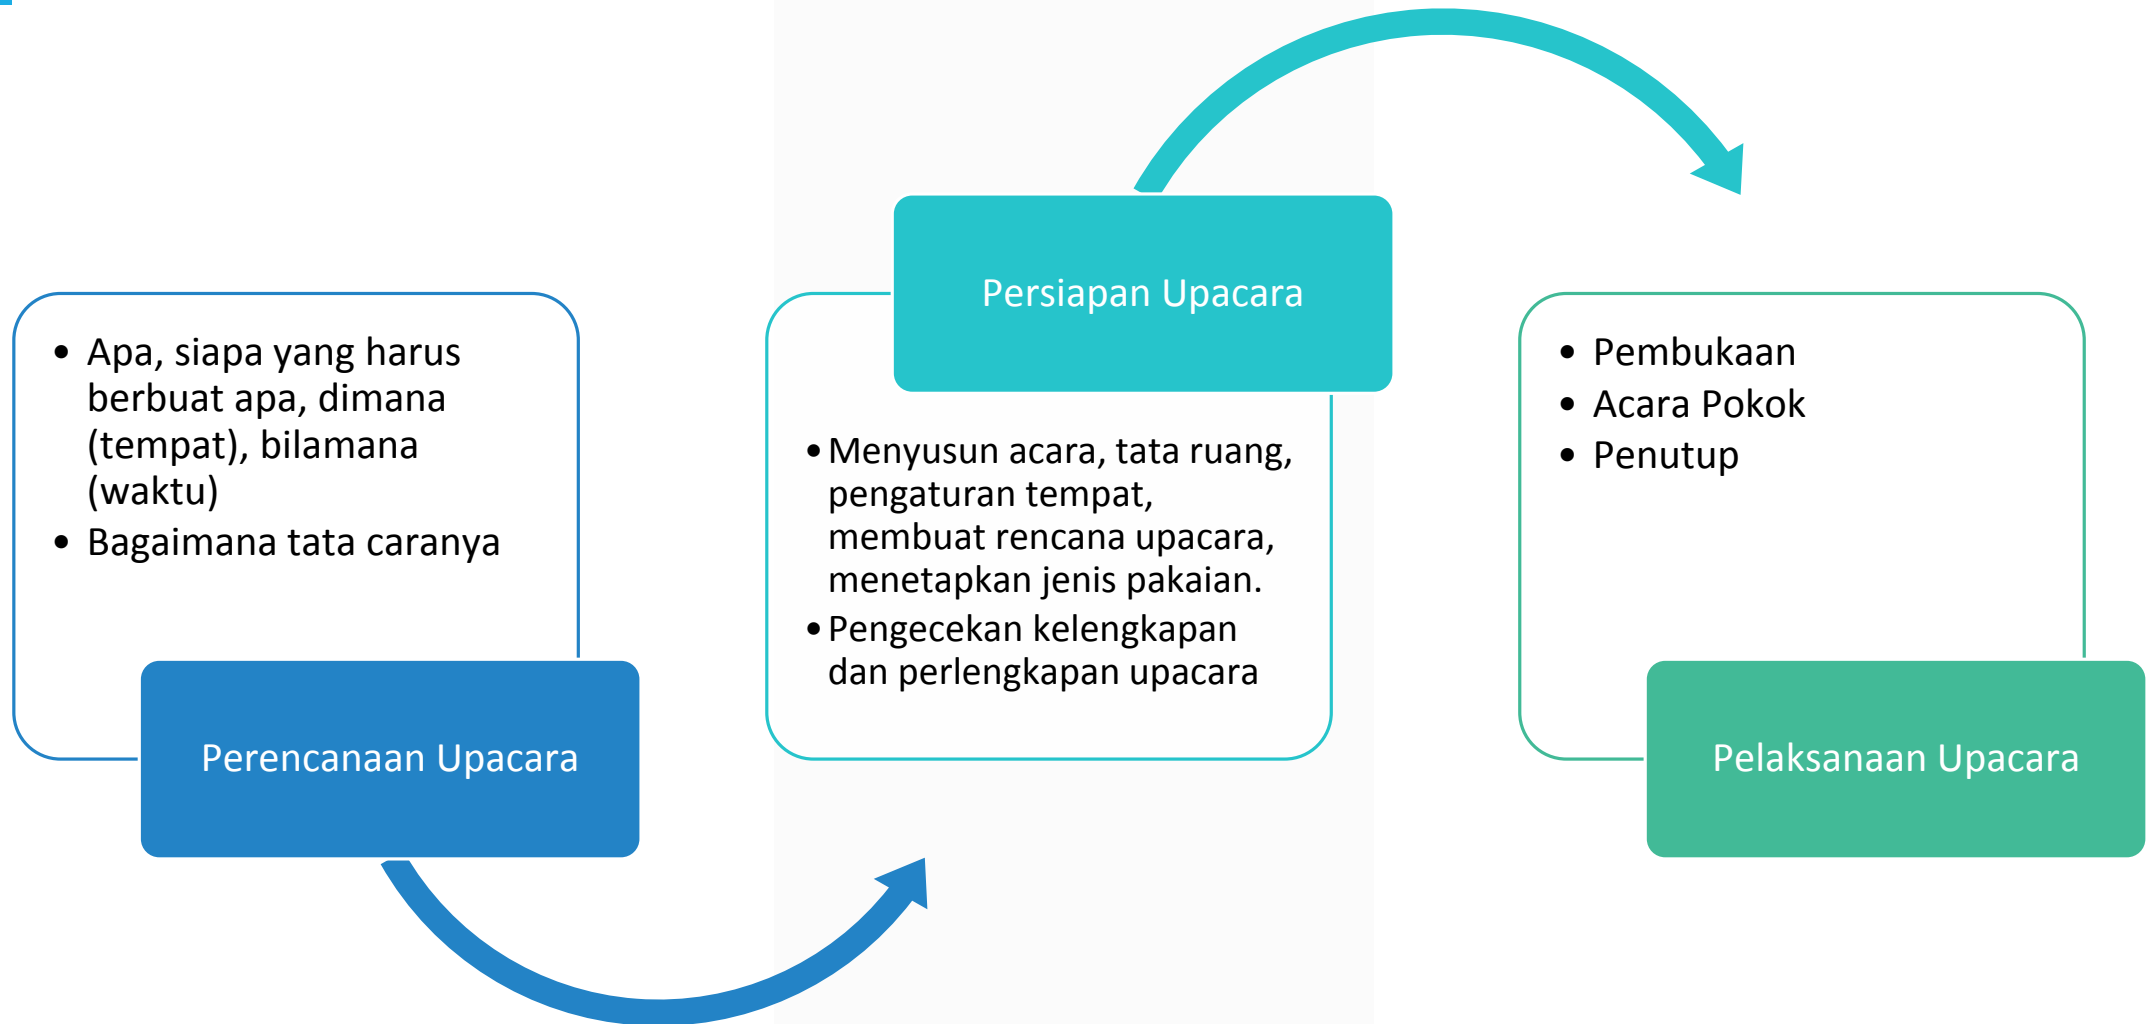 • Apa, siapa yang harus
berbuat apa, dimana
(tempat), bilamana
(waktu)
• Bagaimana tata caranya
Perencanaan Upacara
Persiapan Upacara
• Menyusun acara, tata ruang,
pengaturan tempat,
membuat rencana upacara,
menetapkan jenis pakaian.
• Pengecekan kelengkapan
dan perlengkapan upacara
• Pembukaan
• Acara Pokok
• Penutup
Pelaksanaan Upacara